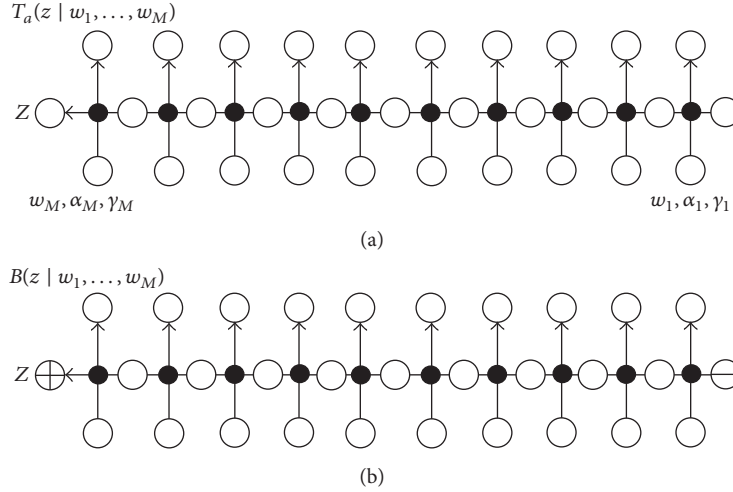 T_a(z | w_1, . . . , w_M)
Z
w_M, α_M, γ_M w_1, α_1, γ_1
(a)
B(z | w_1, . . . , w_M)
Z
(b)